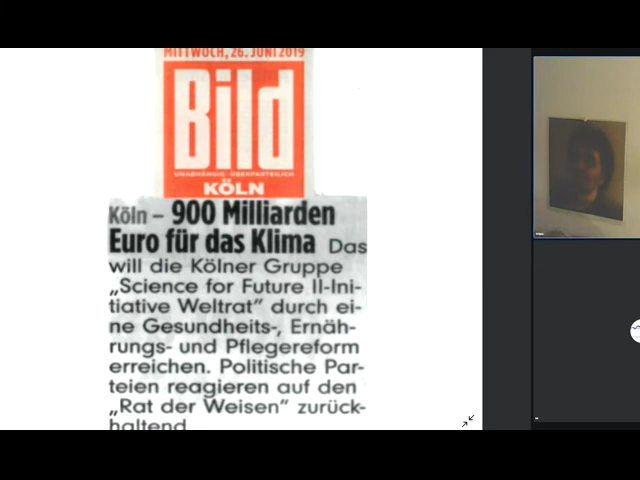 MITTWOCH, 26. JUNI 2019
Bild
UNABHÄNGIG · ÜBERPARTEILICH
KÖLN
Köln – 900 Milliarden
Euro für das Klima Das
will die Kölner Gruppe
„Science for Future II-Ini-
tiative Weltrat“ durch ei-
ne Gesundheits-, Ernäh-
rungs- und Pflegereform
erreichen. Politische Par-
teien reagieren auf den
„Rat der Weisen“ zurück-
haltend